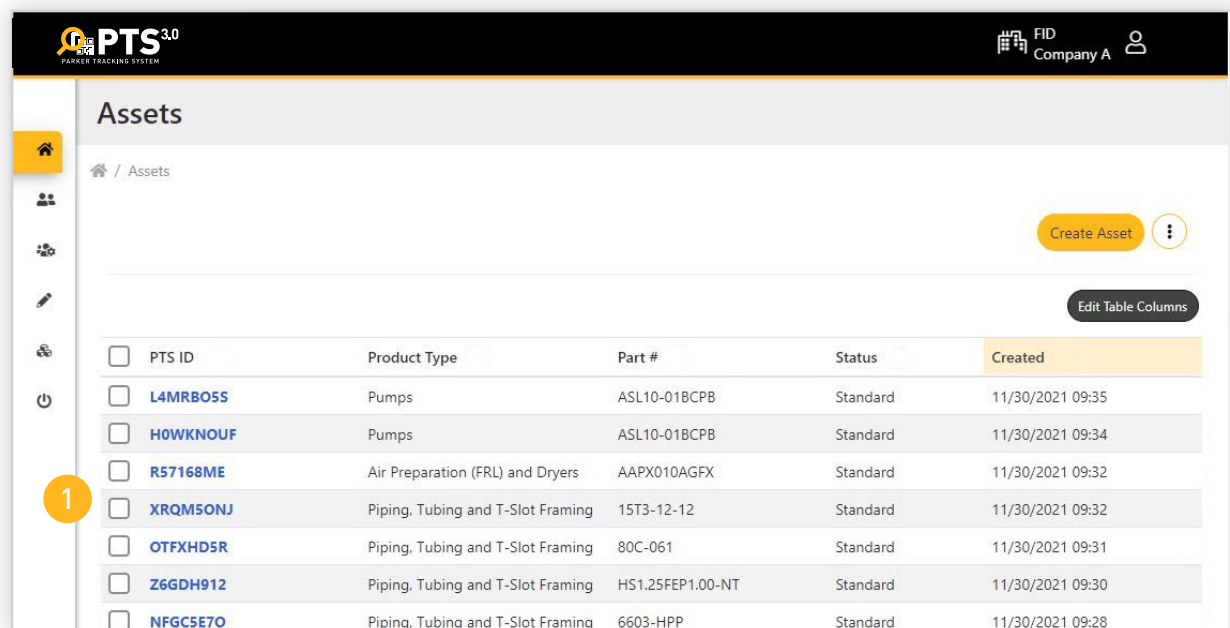 PTS 3.0
PARKER TRACKING SYSTEM
FID
Company A
Assets
/ Assets
Create Asset
Edit Table Columns
PTS ID Product Type Part # Status Created
L4MRBO5S Pumps ASL10-01BCPB Standard 11/30/2021 09:35
H0WKNOUF Pumps ASL10-01BCPB Standard 11/30/2021 09:34
R57168ME Air Preparation (FRL) and Dryers AAPX010AGFX Standard 11/30/2021 09:32
1
XRQM5ONJ Piping, Tubing and T-Slot Framing 15T3-12-12 Standard 11/30/2021 09:32
OTFXHD5R Piping, Tubing and T-Slot Framing 80C-061 Standard 11/30/2021 09:31
Z6GDH912 Piping, Tubing and T-Slot Framing HS1.25FEP1.00-NT Standard 11/30/2021 09:30
NFGC5E7O Piping, Tubing and T-Slot Framing 6603-HPP Standard 11/30/2021 09:28